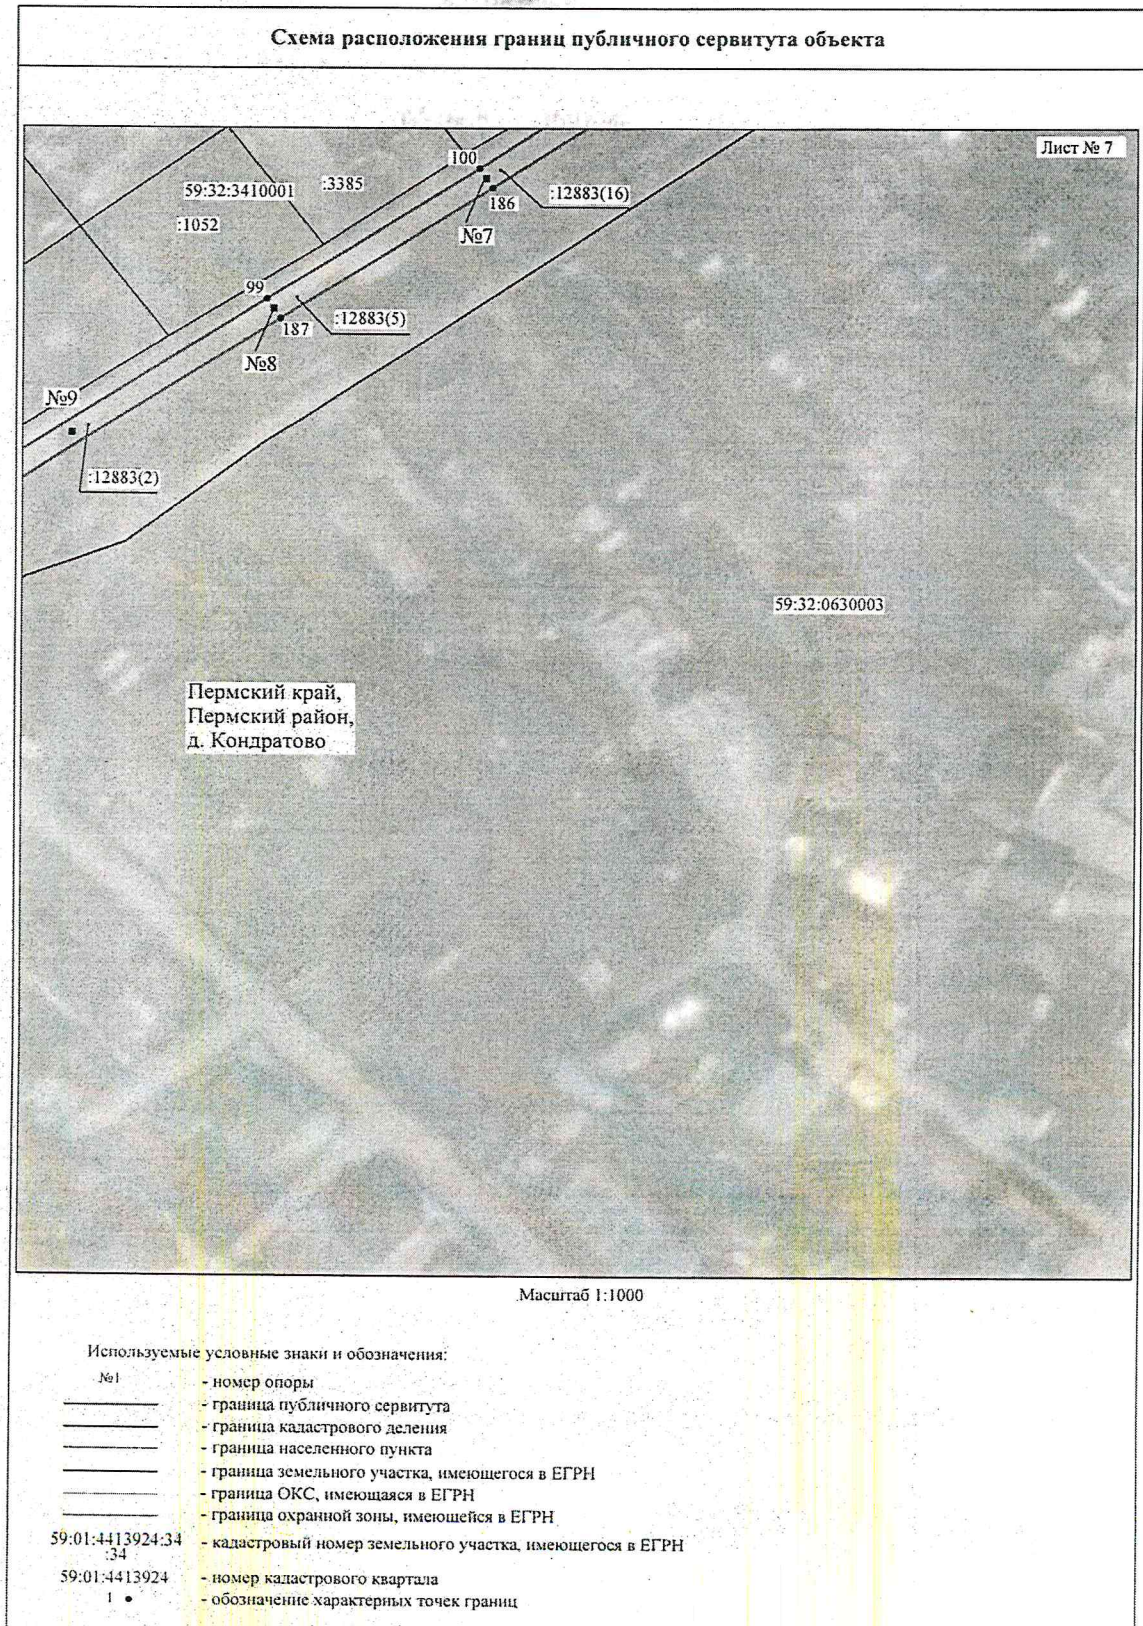 Схема расположения границ публичного сервитута объекта
Лист № 7
100
59:32:3410001
:3385
:12883(16)
186
:1052
№7
99
:12883(5)
187
№8
№9
:12883(2)
59:32:0630003
Пермский край,
Пермский район,
д. Кондратово
Масштаб 1:1000
Используемые условные знаки и обозначения:
№1 - номер опоры
- граница публичного сервитута
- граница кадастрового деления
- граница населенного пункта
- граница земельного участка, имеющегося в ЕГРН
- граница ОКС, имеющаяся в ЕГРН
- граница охранной зоны, имеющейся в ЕГРН
59:01:4413924:34 - кадастровый номер земельного участка, имеющегося в ЕГРН
:34
59:01:4413924 - номер кадастрового квартала
1 • - обозначение характерных точек границ